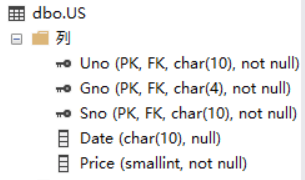 dbo.US
列
Uno (PK, FK, char(10), not null)
Gno (PK, FK, char(4), not null)
Sno (PK, FK, char(10), not null)
Date (char(10), null)
Price (smallint, not null)